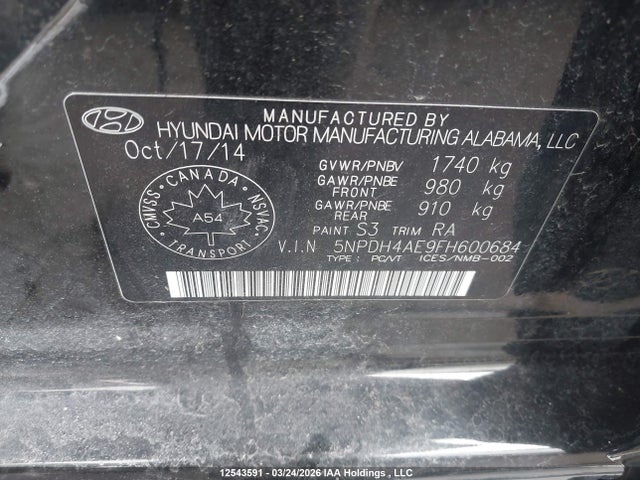 MANUFACTURED BY
HYUNDAI MOTOR MANUFACTURING ALABAMA, LLC
Oct/17/14
GVWR/PNBV 1740 kg
GAWR/PNBE FRONT 980 kg
GAWR/PNBE REAR 910 kg
PAINT S3 TRIM RA
V.I.N 5NPDH4AE9FH600684
TYPE: PC/VT ICES/NMB-002
CMVSS · CANADA · NSVAC
A54
TRANSPORT
12543591 - 03/24/2026 IAA Holdings , LLC